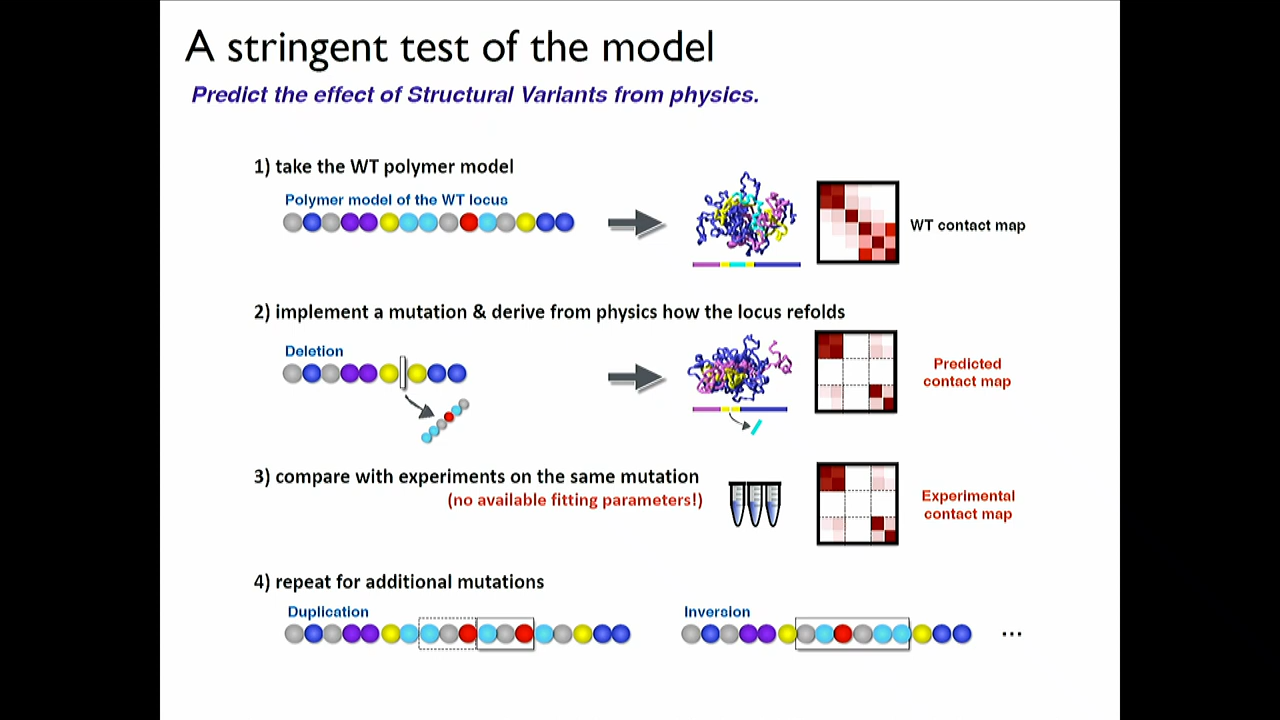 A stringent test of the model
Predict the effect of Structural Variants from physics.
1) take the WT polymer model
Polymer model of the WT locus
WT contact map
2) implement a mutation & derive from physics how the locus refolds
Deletion
Predicted
contact map
3) compare with experiments on the same mutation
(no available fitting parameters!)
Experimental
contact map
4) repeat for additional mutations
Duplication
Inversion
...